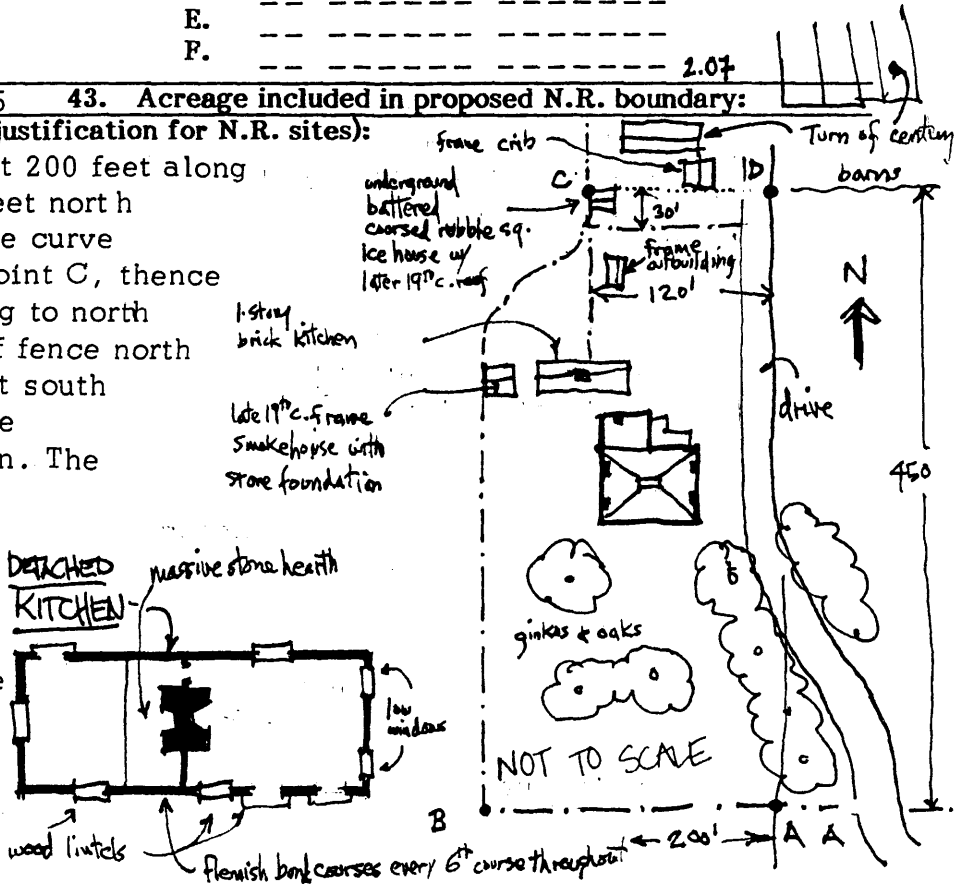 E.
F.
2.07
5 43. Acreage included in proposed N.R. boundary:
justification for N.R. sites):
t 200 feet along
eet north
e curve
oint C, thence
g to north
f fence north
t south
e
n. The
e
Turn of century
barns
frame crib
C
D
underground
battered
coursed rubble sq.
ice house w/
later 19th c. roof
30'
frame
outbuilding
120'
N
1-story
brick kitchen
drive
late 19th c. frame
smokehouse with
stone foundation
450
DETACHED
KITCHEN
massive stone hearth
ginkos & oaks
low
windows
NOT TO SCALE
B
200'
A A
wood lintels
flemish bond courses every 6th course throughout